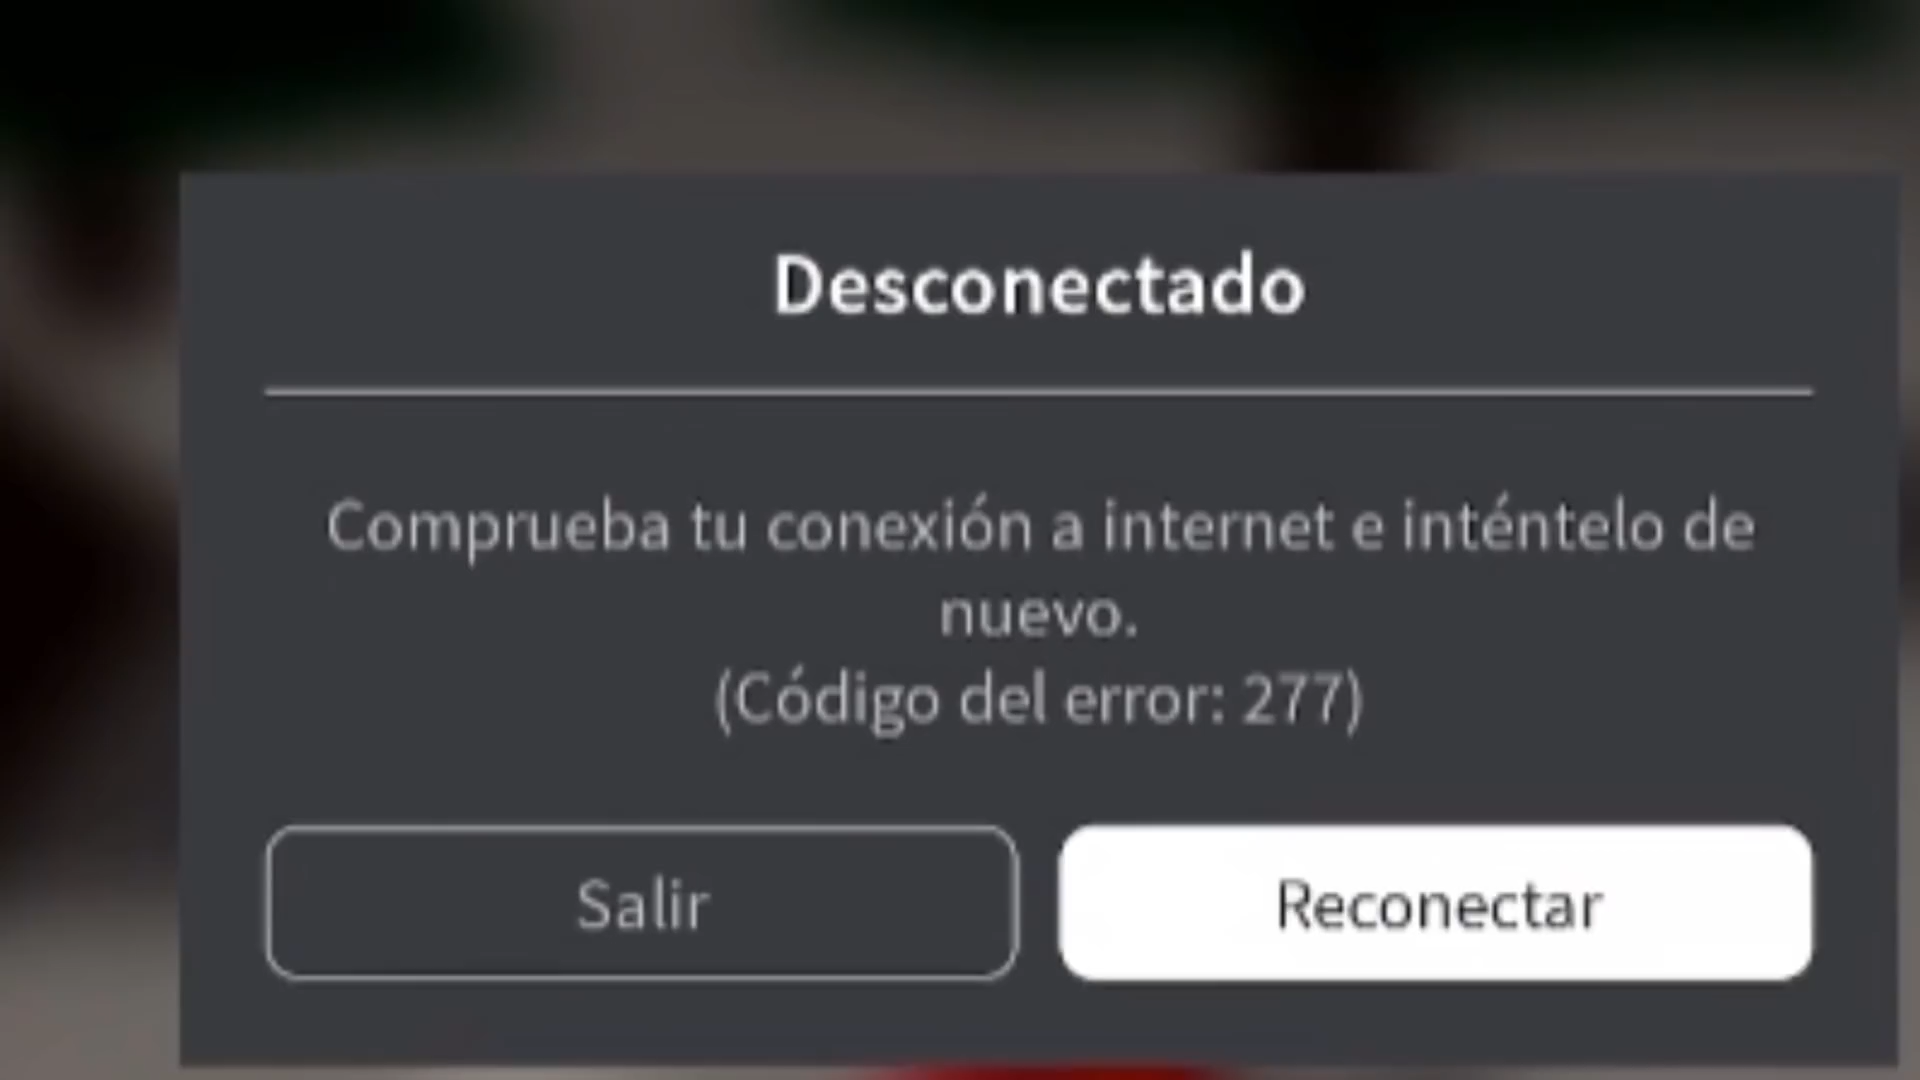 Desconectado
Comprueba tu conexión a internet e inténtelo de
nuevo.
(Código del error: 277)
Salir
Reconectar